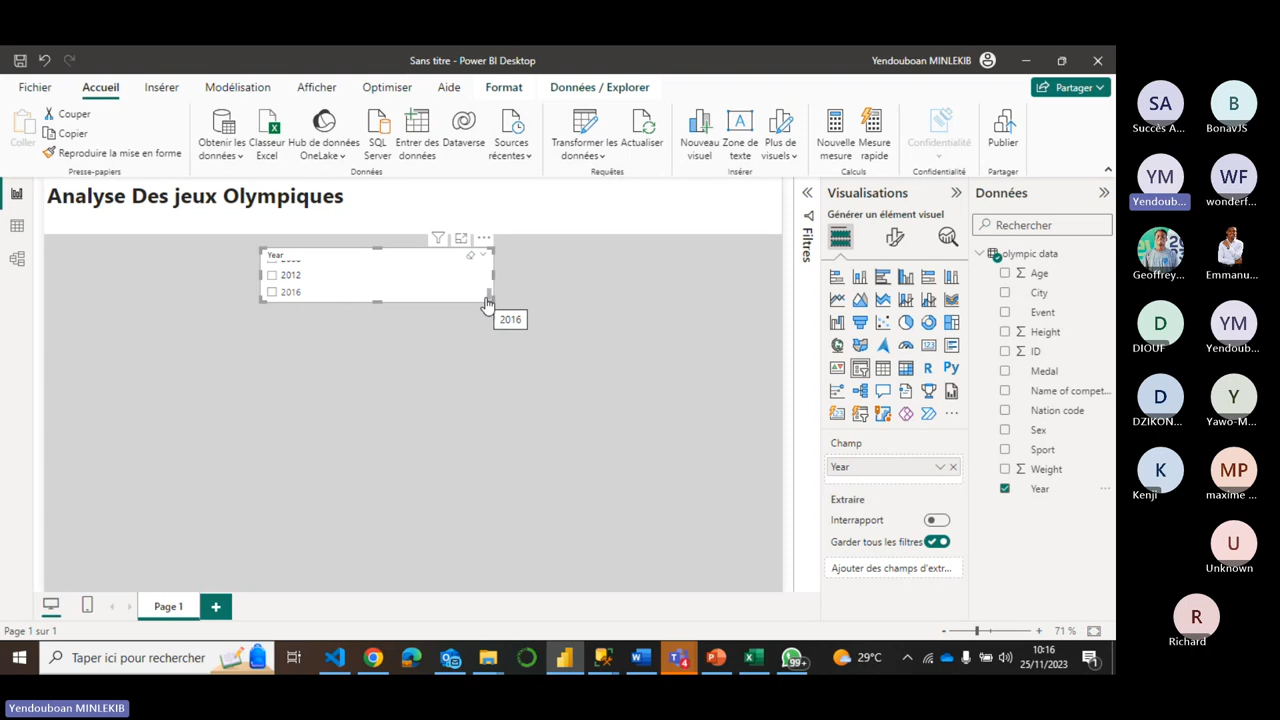 Sans titre - Power BI Desktop
Yendouboan MINLEKIB
Fichier
Accueil
Insérer
Modélisation
Afficher
Optimiser
Aide
Format
Données / Explorer
Partager
Coller
Couper
Copier
Reproduire la mise en forme
Presse-papiers
Obtenir les données
Classeur Excel
Hub de données OneLake
SQL Server
Entrer des données
Dataverse
Sources récentes
Données
Transformer les données
Actualiser
Requêtes
Nouveau visuel
Zone de texte
Plus de visuels
Insérer
Nouvelle mesure
Mesure rapide
Calculs
Confidentialité
Confidentialité
Publier
Partager
Analyse Des jeux Olympiques
Year
2012
2016
2016
Filtres
Visualisations
Générer un élément visuel
123
R
Py
Champ
Year
Extraire
Interrapport
Garder tous les filtres
Ajouter des champs d'extr...
Données
Rechercher
olympic data
Age
City
Event
Height
ID
Medal
Name of compet...
Nation code
Sex
Sport
Weight
Year
Page 1
Page 1 sur 1
71 %
Taper ici pour rechercher
99+
29°C
10:16
25/11/2023
1
SA
Succès A...
B
BonavJS
YM
Yendoub...
WF
wonderf...
Geoffrey...
Emmanu...
D
DIOUF
YM
Yendoub...
D
DZIKON...
Y
Yawo-M...
K
Kenji
MP
maxime ...
U
Unknown
R
Richard
Yendouboan MINLEKIB